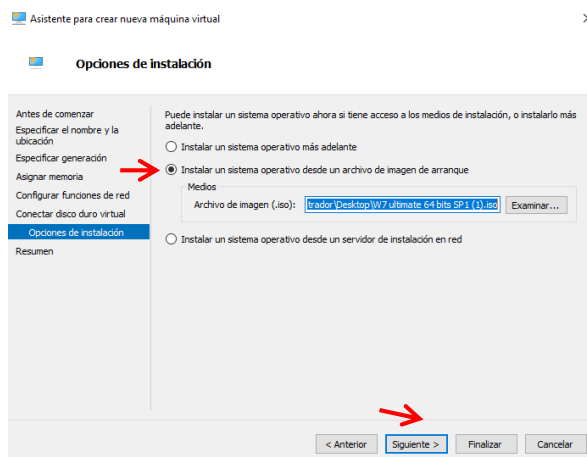 Asistente para crear nueva máquina virtual
Opciones de instalación
Antes de comenzar
Especificar el nombre y la
ubicación
Especificar generación
Asignar memoria
Configurar funciones de red
Conectar disco duro virtual
Opciones de instalación
Resumen
Puede instalar un sistema operativo ahora si tiene acceso a los medios de instalación, o instalarlo más
adelante.
Instalar un sistema operativo más adelante
Instalar un sistema operativo desde un archivo de imagen de arranque
Medios
Archivo de imagen (.iso): trador\Desktop\W7 ultimate 64 bits SP1 (1).iso Examinar...
Instalar un sistema operativo desde un servidor de instalación en red
< Anterior Siguiente > Finalizar Cancelar